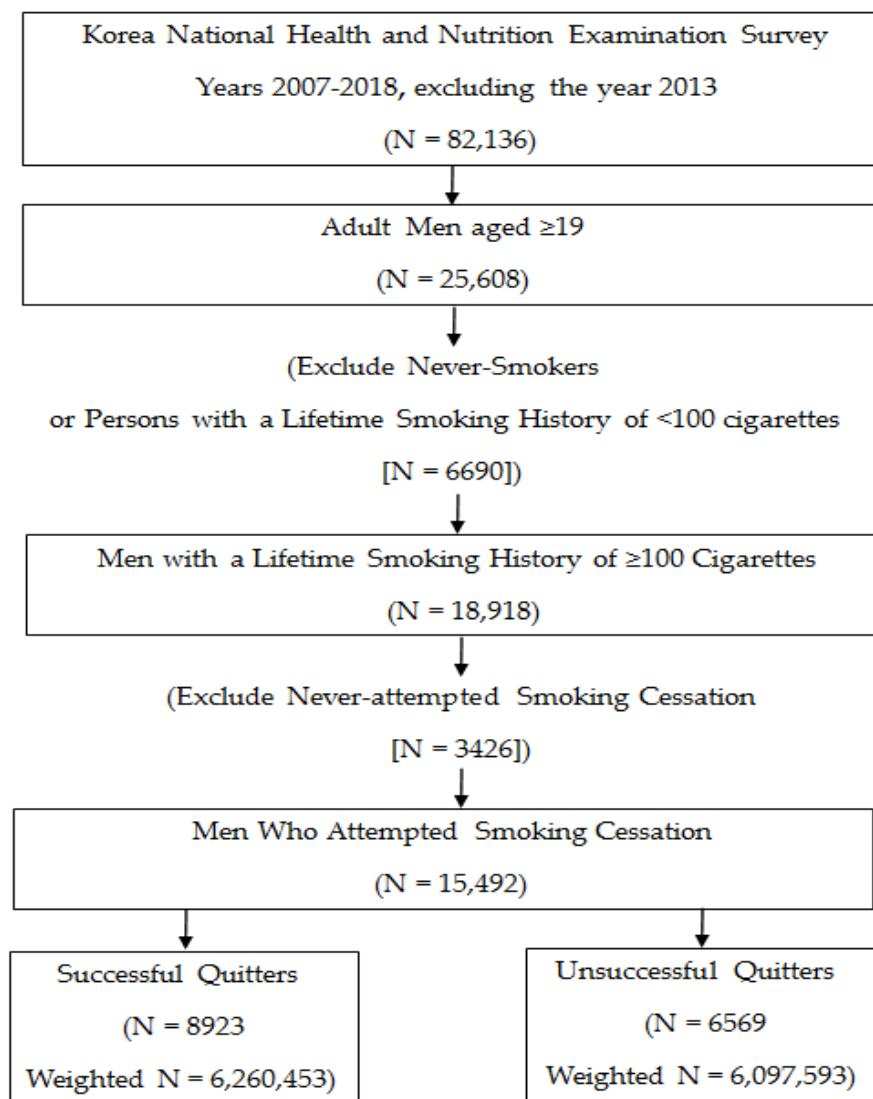 Korea National Health and Nutrition Examination Survey
Years 2007-2018, excluding the year 2013
(N = 82,136)
Adult Men aged ≥19
(N = 25,608)
(Exclude Never-Smokers
or Persons with a Lifetime Smoking History of <100 cigarettes
[N = 6690])
Men with a Lifetime Smoking History of ≥100 Cigarettes
(N = 18,918)
(Exclude Never-attempted Smoking Cessation
[N = 3426])
Men Who Attempted Smoking Cessation
(N = 15,492)
Successful Quitters
(N = 8923
Weighted N = 6,260,453)
Unsuccessful Quitters
(N = 6569
Weighted N = 6,097,593)